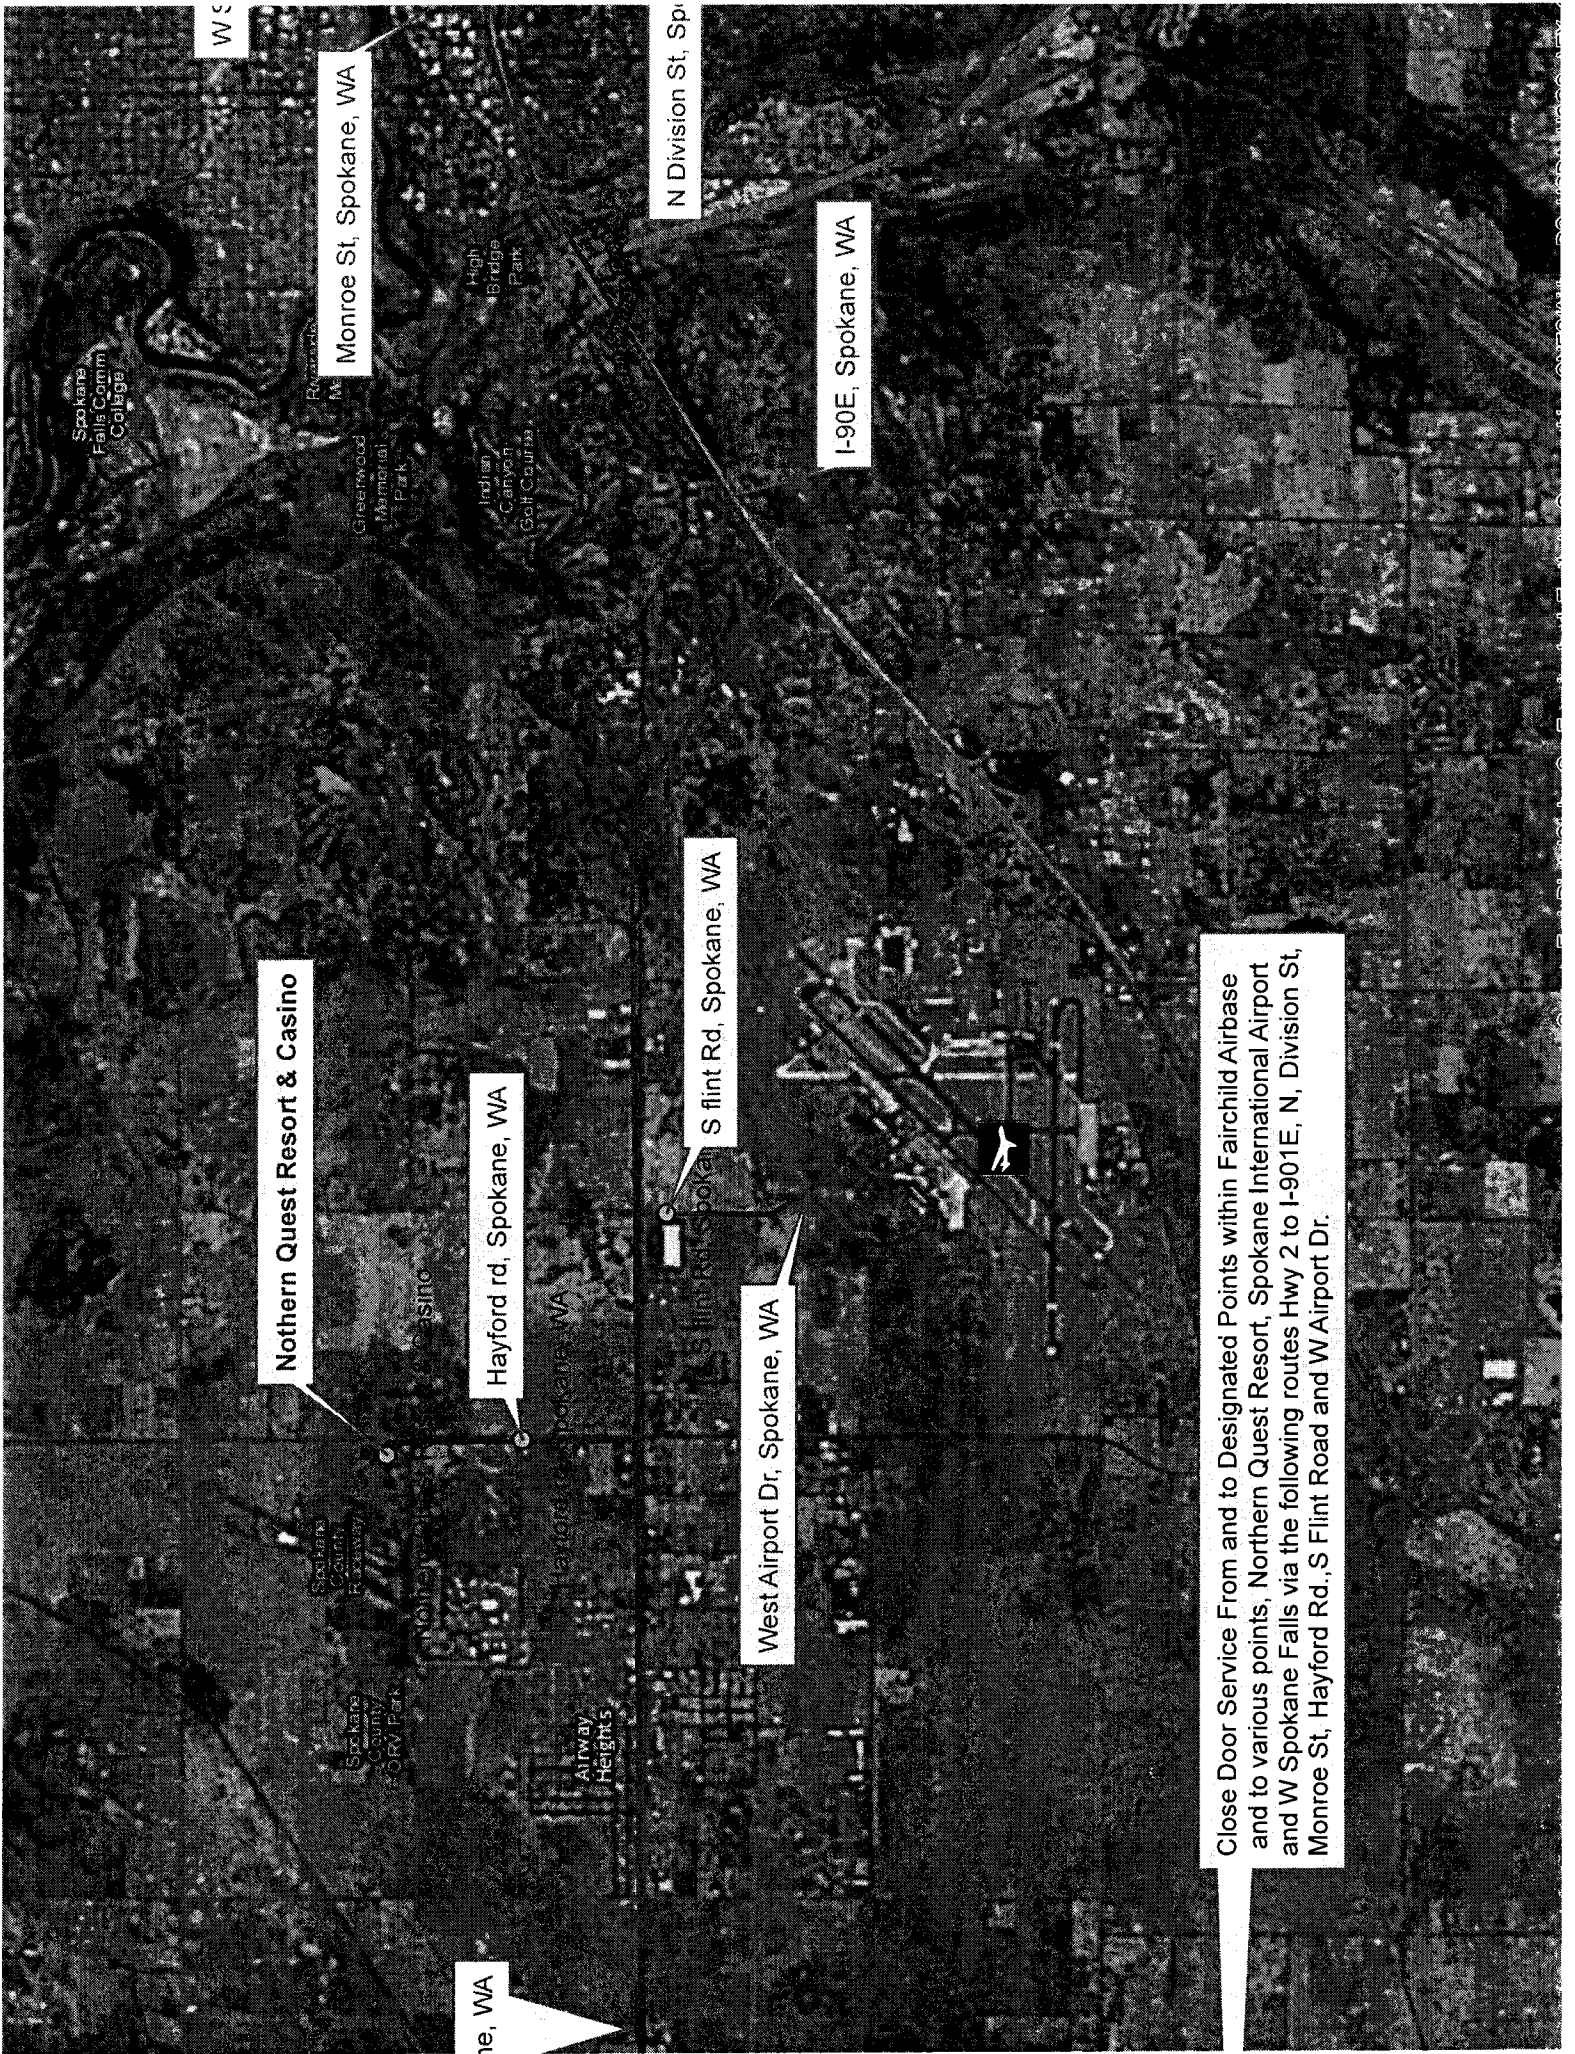 W S
Monroe St, Spokane, WA
N Division St, Sp
Spokane
Falls Comm
College
High
Bridge
Park
Greenwood
Memorial
Park
Indian
Canyon
Golf Course
I-90E, Spokane, WA
Nothern Quest Resort & Casino
Hayford rd, Spokane, WA
S flint Rd, Spokane, WA
West Airport Dr, Spokane, WA
Casino
Spokane
County
Raceway
Spokane
County
ORV Park
Airway
Heights
ne, WA
Close Door Service From and to Designated Points within Fairchild Airbase
and to various points, Northern Quest Resort, Spokane International Airport
and W Spokane Falls via the following routes Hwy 2 to I-901E, N, Division St,
Monroe St, Hayford Rd.,S Flint Road and W Airport Dr.